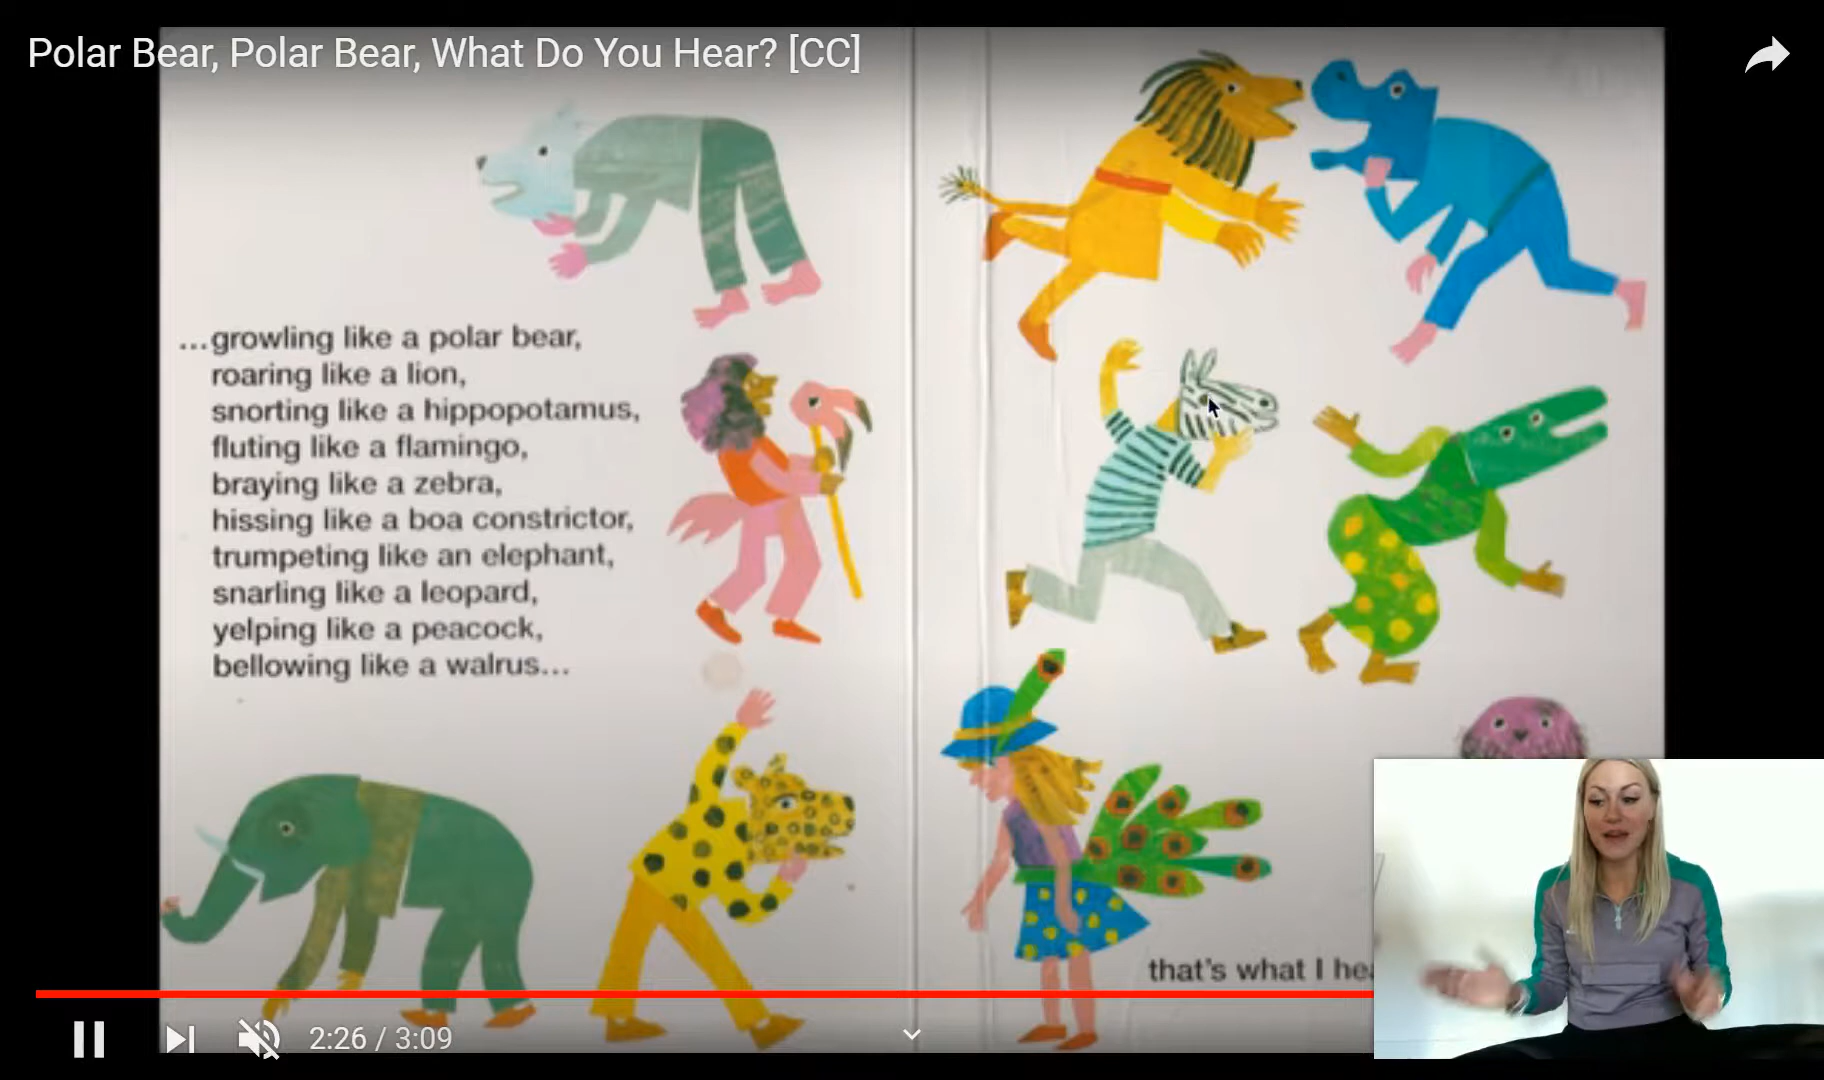 Polar Bear, Polar Bear, What Do You Hear? [CC]
...growling like a polar bear,
roaring like a lion,
snorting like a hippopotamus,
fluting like a flamingo,
braying like a zebra,
hissing like a boa constrictor,
trumpeting like an elephant,
snarling like a leopard,
yelping like a peacock,
bellowing like a walrus...
that's what I
2:26 / 3:09